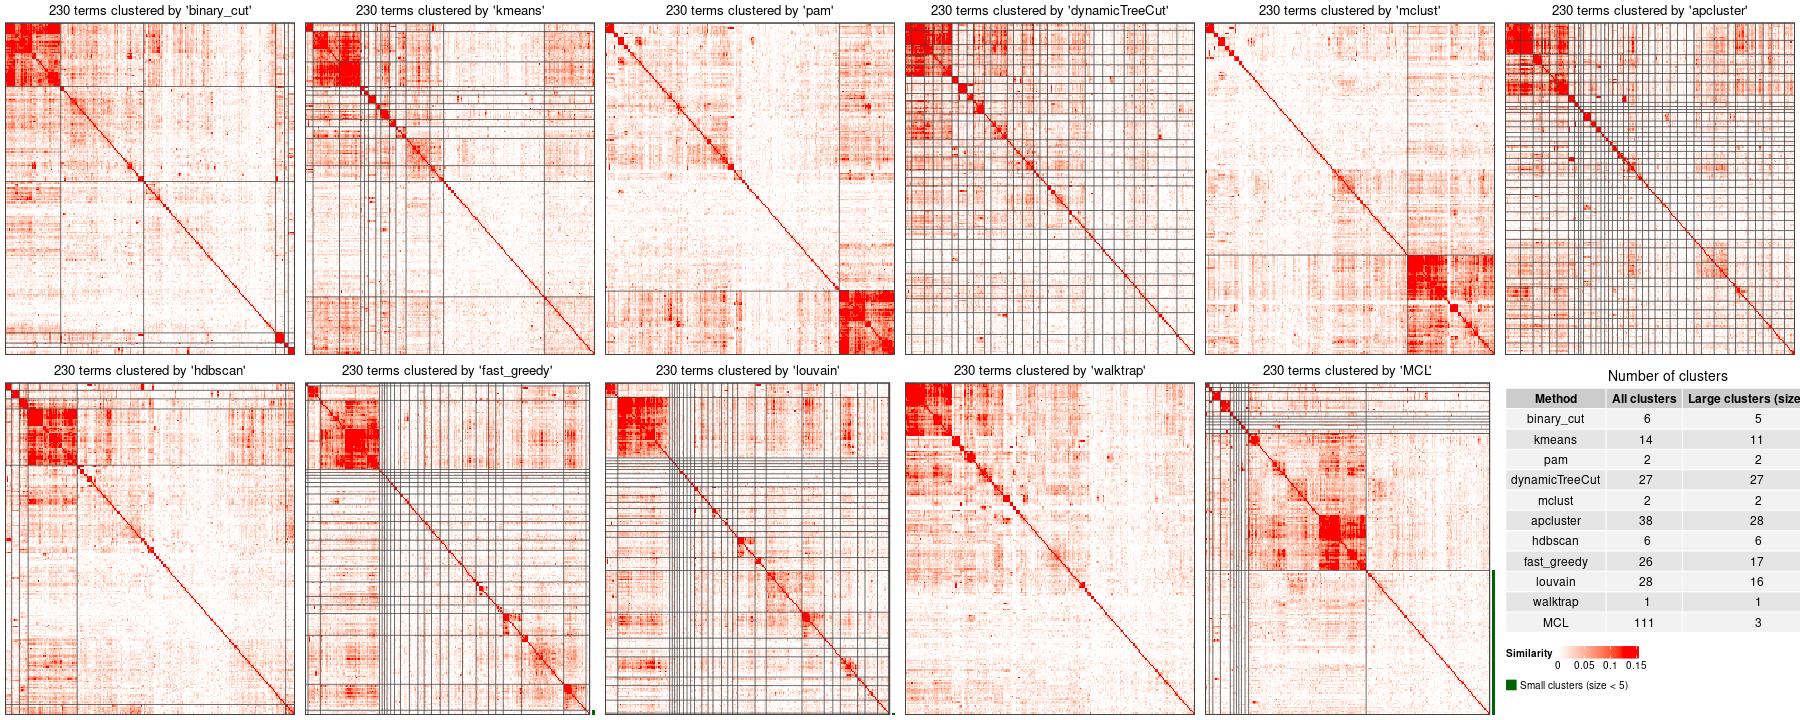 230 terms clustered by 'binary_cut'
230 terms clustered by 'kmeans'
230 terms clustered by 'pam'
230 terms clustered by 'dynamicTreeCut'
230 terms clustered by 'mclust'
230 terms clustered by 'apcluster'
230 terms clustered by 'hdbscan'
230 terms clustered by 'fast_greedy'
230 terms clustered by 'louvain'
230 terms clustered by 'walktrap'
230 terms clustered by 'MCL'
Number of clusters
Method All clusters Large clusters (size
binary_cut 6 5
kmeans 14 11
pam 2 2
dynamicTreeCut 27 27
mclust 2 2
apcluster 38 28
hdbscan 6 6
fast_greedy 26 17
louvain 28 16
walktrap 1 1
MCL 111 3
Similarity
0 0.05 0.1 0.15
Small clusters (size < 5)